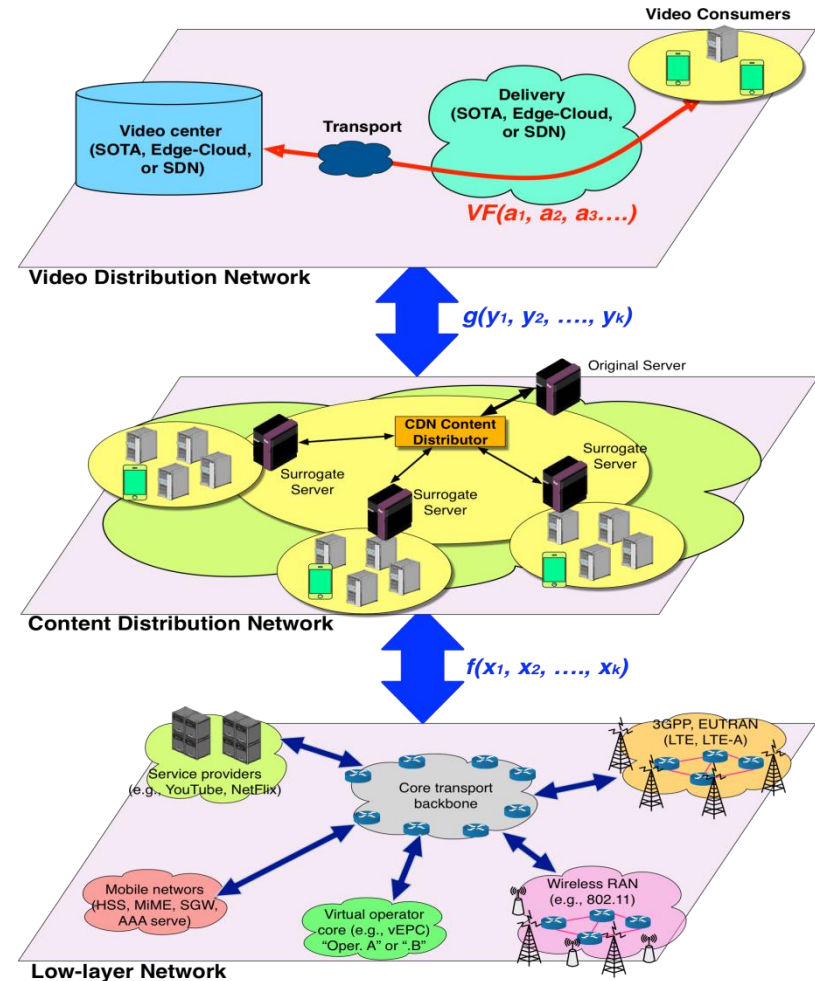 Video Consumers
Delivery
(SOTA, Edge-Cloud,
or SDN)
Video center
(SOTA, Edge-Cloud,
or SDN)
Transport
VF(a1, a2, a3....)
Video Distribution Network
g(y1, y2, ...., yk)
Original Server
CDN Content
Distributor
Surrogate
Server
Surrogate
Server
Surrogate
Server
Content Distribution Network
f(x1, x2, ...., xk)
3GPP, EUTRAN
(LTE, LTE-A)
Service providers
(e.g., YouTube, NetFlix)
Core transport
backbone
Mobile networs
(HSS, MiME, SGW,
AAA serve)
Virtual operator
core (e.g., vEPC)
"Oper. A" or ".B"
Wireless RAN
(e.g., 802.11)
Low-layer Network